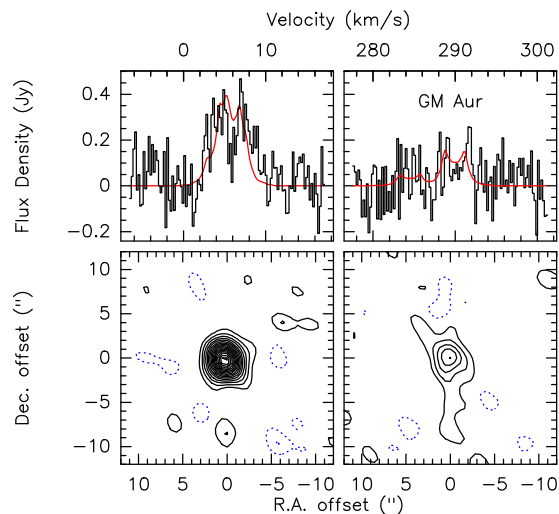 Velocity (km/s)
0 10 280 290 300
Flux Density (Jy)
0.4
0.2
0
−0.2
GM Aur
Dec. offset (")
10
5
0
−5
−10
10 5 0 −5 −10 10 5 0 −5 −10
R.A. offset (")